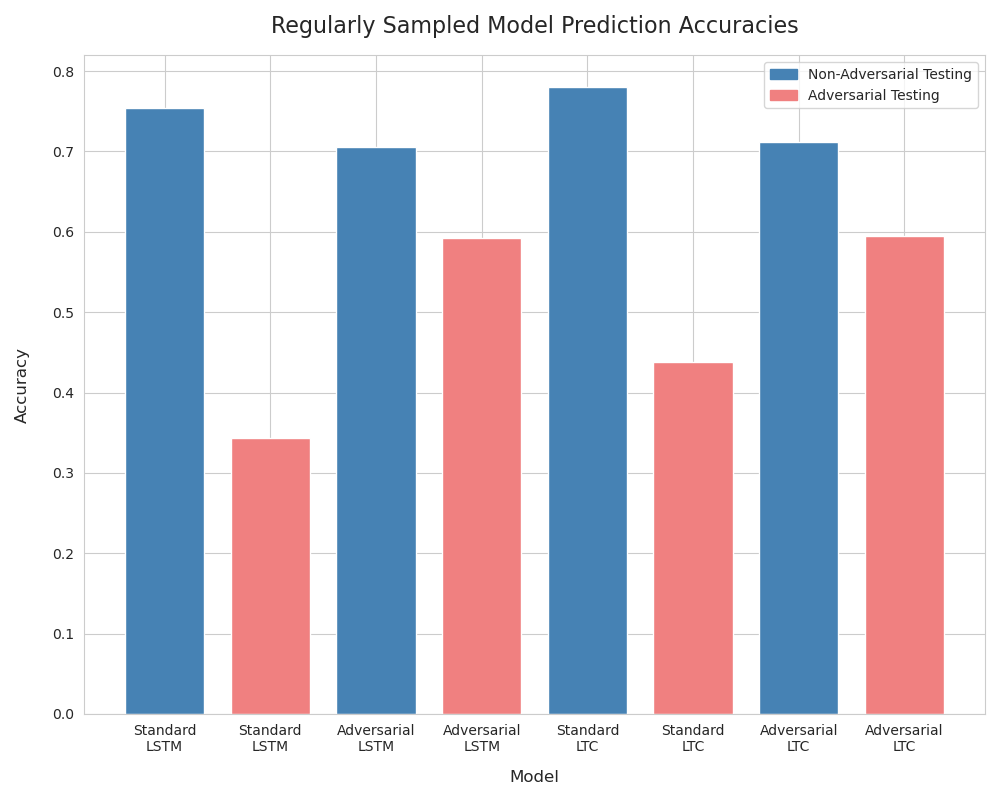 Regularly Sampled Model Prediction Accuracies
Non-Adversarial Testing
Adversarial Testing
Accuracy
0.8
0.7
0.6
0.5
0.4
0.3
0.2
0.1
0.0
Standard
LSTM
Standard
LSTM
Adversarial
LSTM
Adversarial
LSTM
Standard
LTC
Standard
LTC
Adversarial
LTC
Adversarial
LTC
Model